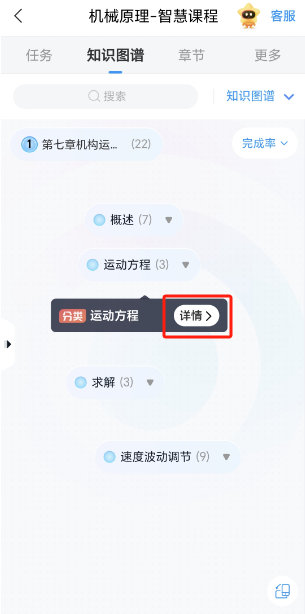 机械原理-智慧课程 客服
任务 知识图谱 章节 更多
搜索 知识图谱
1 第七章机构运... (22) 完成率
概述 (7)
运动方程 (3)
分类 运动方程 详情
求解 (3)
速度波动调节 (9)